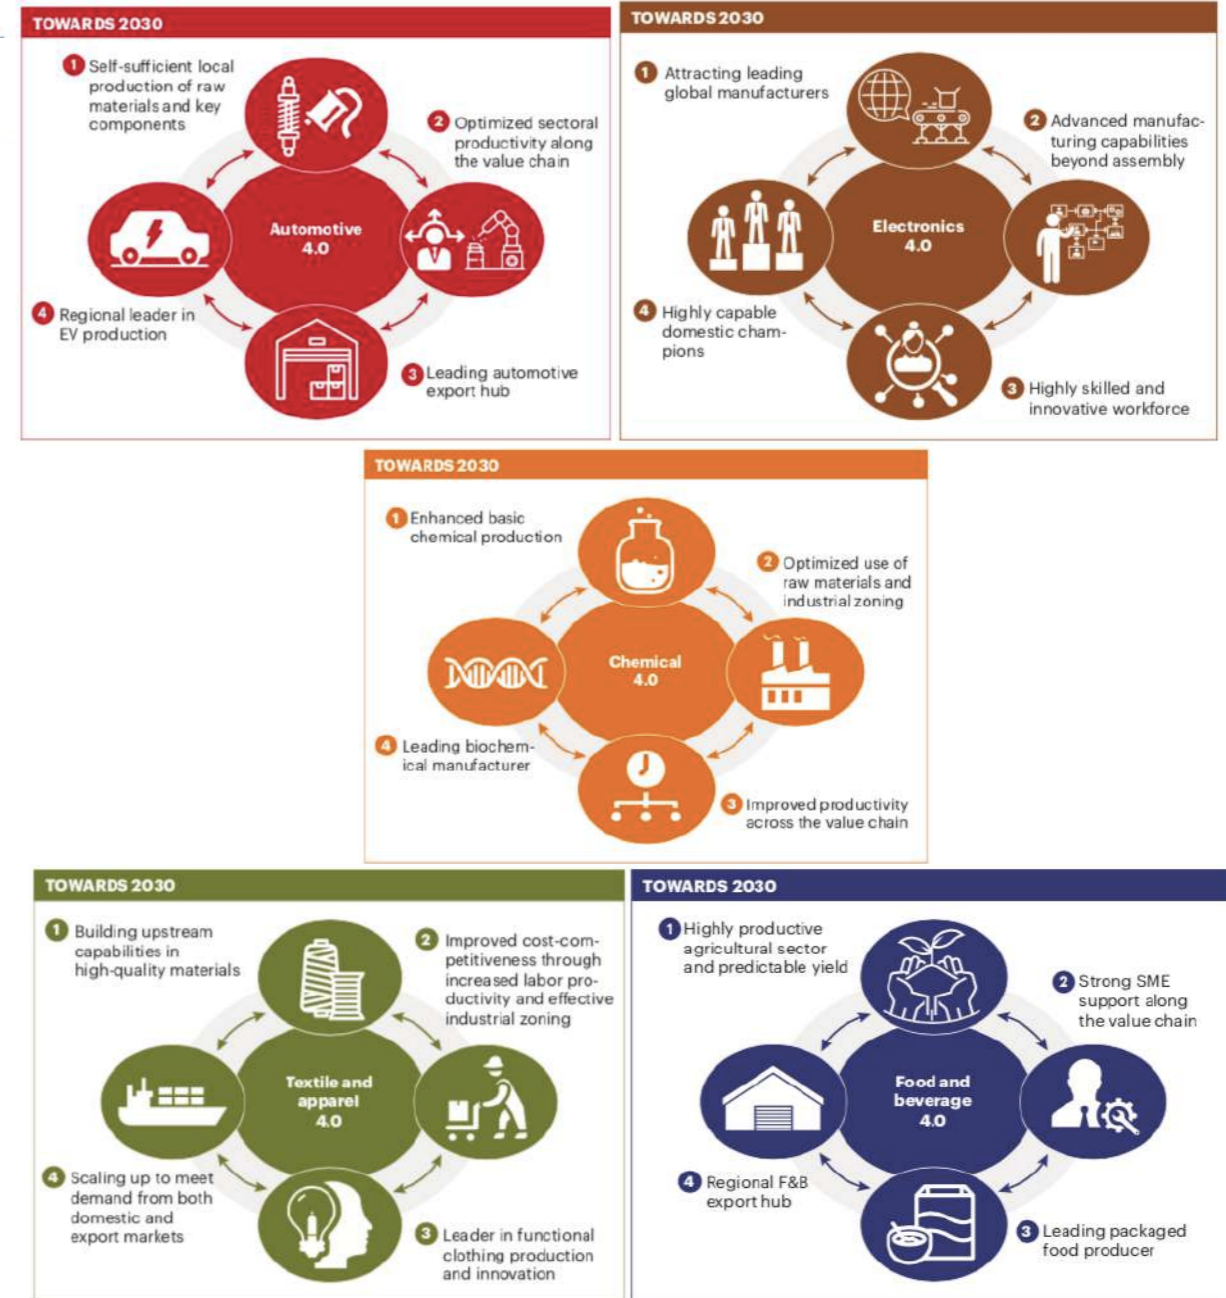 TOWARDS 2030
1 Self-sufficient local
production of raw
materials and key
components
2 Optimized sectoral
productivity along
the value chain
Automotive
4.0
4 Regional leader in
EV production
3 Leading automotive
export hub
TOWARDS 2030
1 Attracting leading
global manufacturers
2 Advanced manufac-
turing capabilities
beyond assembly
Electronics
4.0
4 Highly capable
domestic cham-
pions
3 Highly skilled and
innovative workforce
TOWARDS 2030
1 Enhanced basic
chemical production
2 Optimized use of
raw materials and
industrial zoning
Chemical
4.0
4 Leading biochem-
ical manufacturer
3 Improved productivity
across the value chain
TOWARDS 2030
1 Building upstream
capabilities in
high-quality materials
2 Improved cost-com-
petitiveness through
increased labor pro-
ductivity and effective
industrial zoning
Textile and
apparel
4.0
4 Scaling up to meet
demand from both
domestic and
export markets
3 Leader in functional
clothing production
and innovation
TOWARDS 2030
1 Highly productive
agricultural sector
and predictable yield
2 Strong SME
support along
the value chain
Food and
beverage
4.0
4 Regional F&B
export hub
3 Leading packaged
food producer